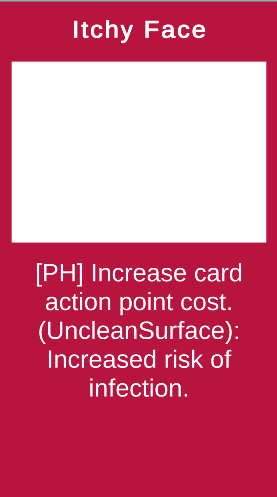 Itchy Face
[PH] Increase card
action point cost.
(UncleanSurface):
Increased risk of
infection.